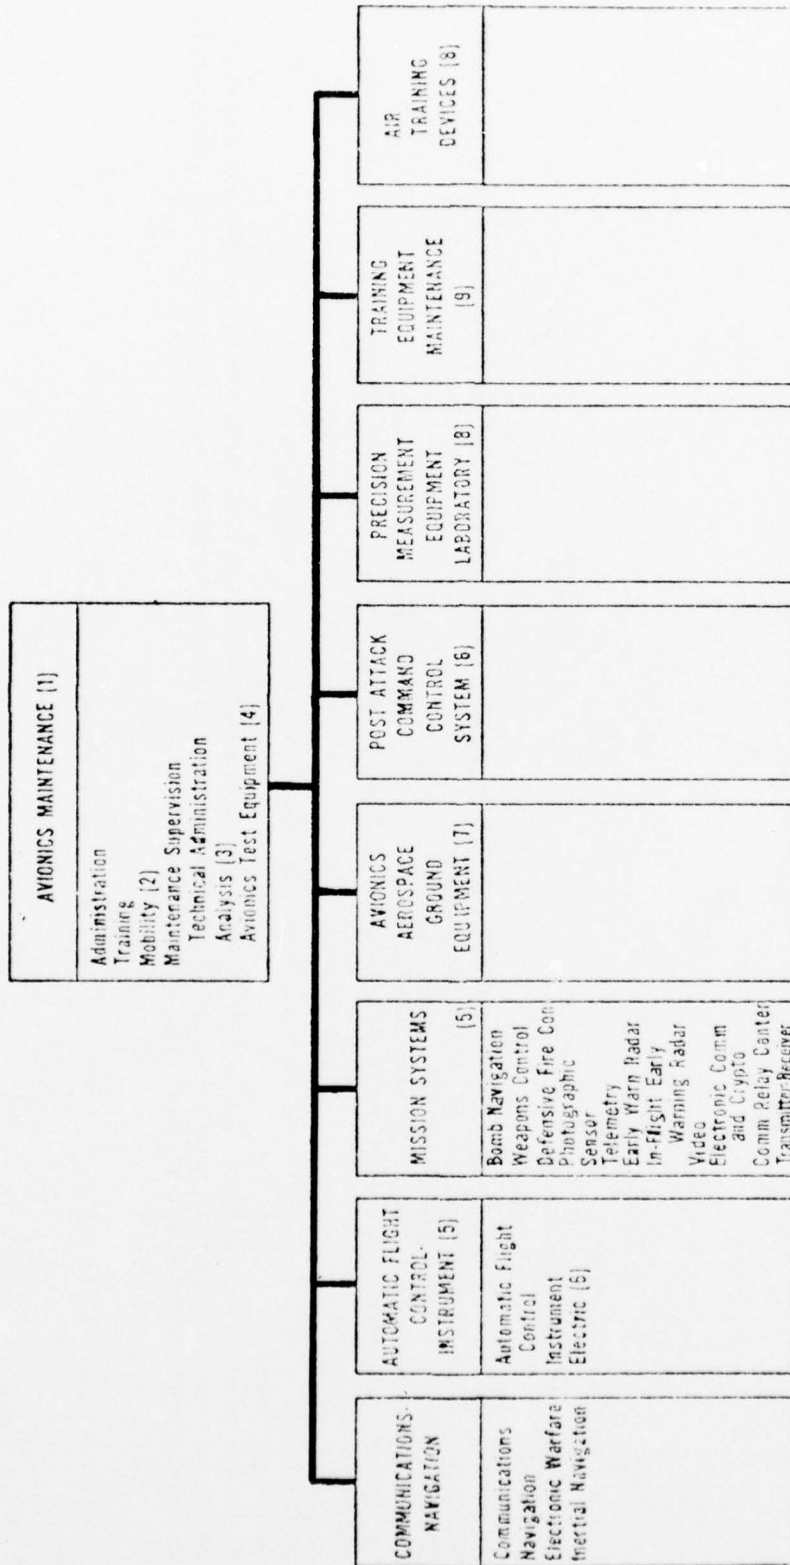 AVIONICS MAINTENANCE (1)
Administration
Training
Mobility (2)
Maintenance Supervision
Technical Administration
Analysis (3)
Avionics Test Equipment (4)
COMMUNICATIONS-
NAVIGATION
Communications
Navigation
Electronic Warfare
Inertial Navigation
AUTOMATIC FLIGHT
CONTROL-
INSTRUMENT (5)
Automatic Flight
Control
Instrument
Electric (6)
MISSION SYSTEMS
(5)
Bomb Navigation
Weapons Control
Defensive Fire Con
Photographic
Sensor
Telemetry
Early Warn Radar
In-Flight Early
Warning Radar
Video
Electronic Comm
and Crypto
Comm Relay Center
Transmitter-Receiver
AVIONICS
AEROSPACE
GROUND
EQUIPMENT (7)
POST ATTACK
COMMAND
CONTROL
SYSTEM (6)
PRECISION
MEASUREMENT
EQUIPMENT
LABORATORY (8)
TRAINING
EQUIPMENT
MAINTENANCE
(9)
AIR
TRAINING
DEVICES (8)